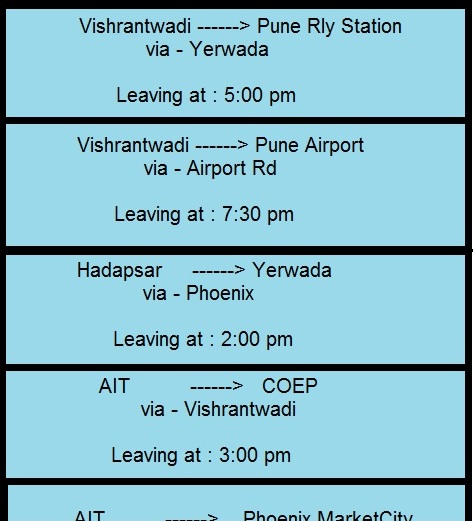 Vishrantwadi ------> Pune Rly Station
via - Yerwada
Leaving at : 5:00 pm
Vishrantwadi ------> Pune Airport
via - Airport Rd
Leaving at : 7:30 pm
Hadapsar ------> Yerwada
via - Phoenix
Leaving at : 2:00 pm
AIT ------> COEP
via - Vishrantwadi
Leaving at : 3:00 pm
AIT ------> Phoenix MarketCity